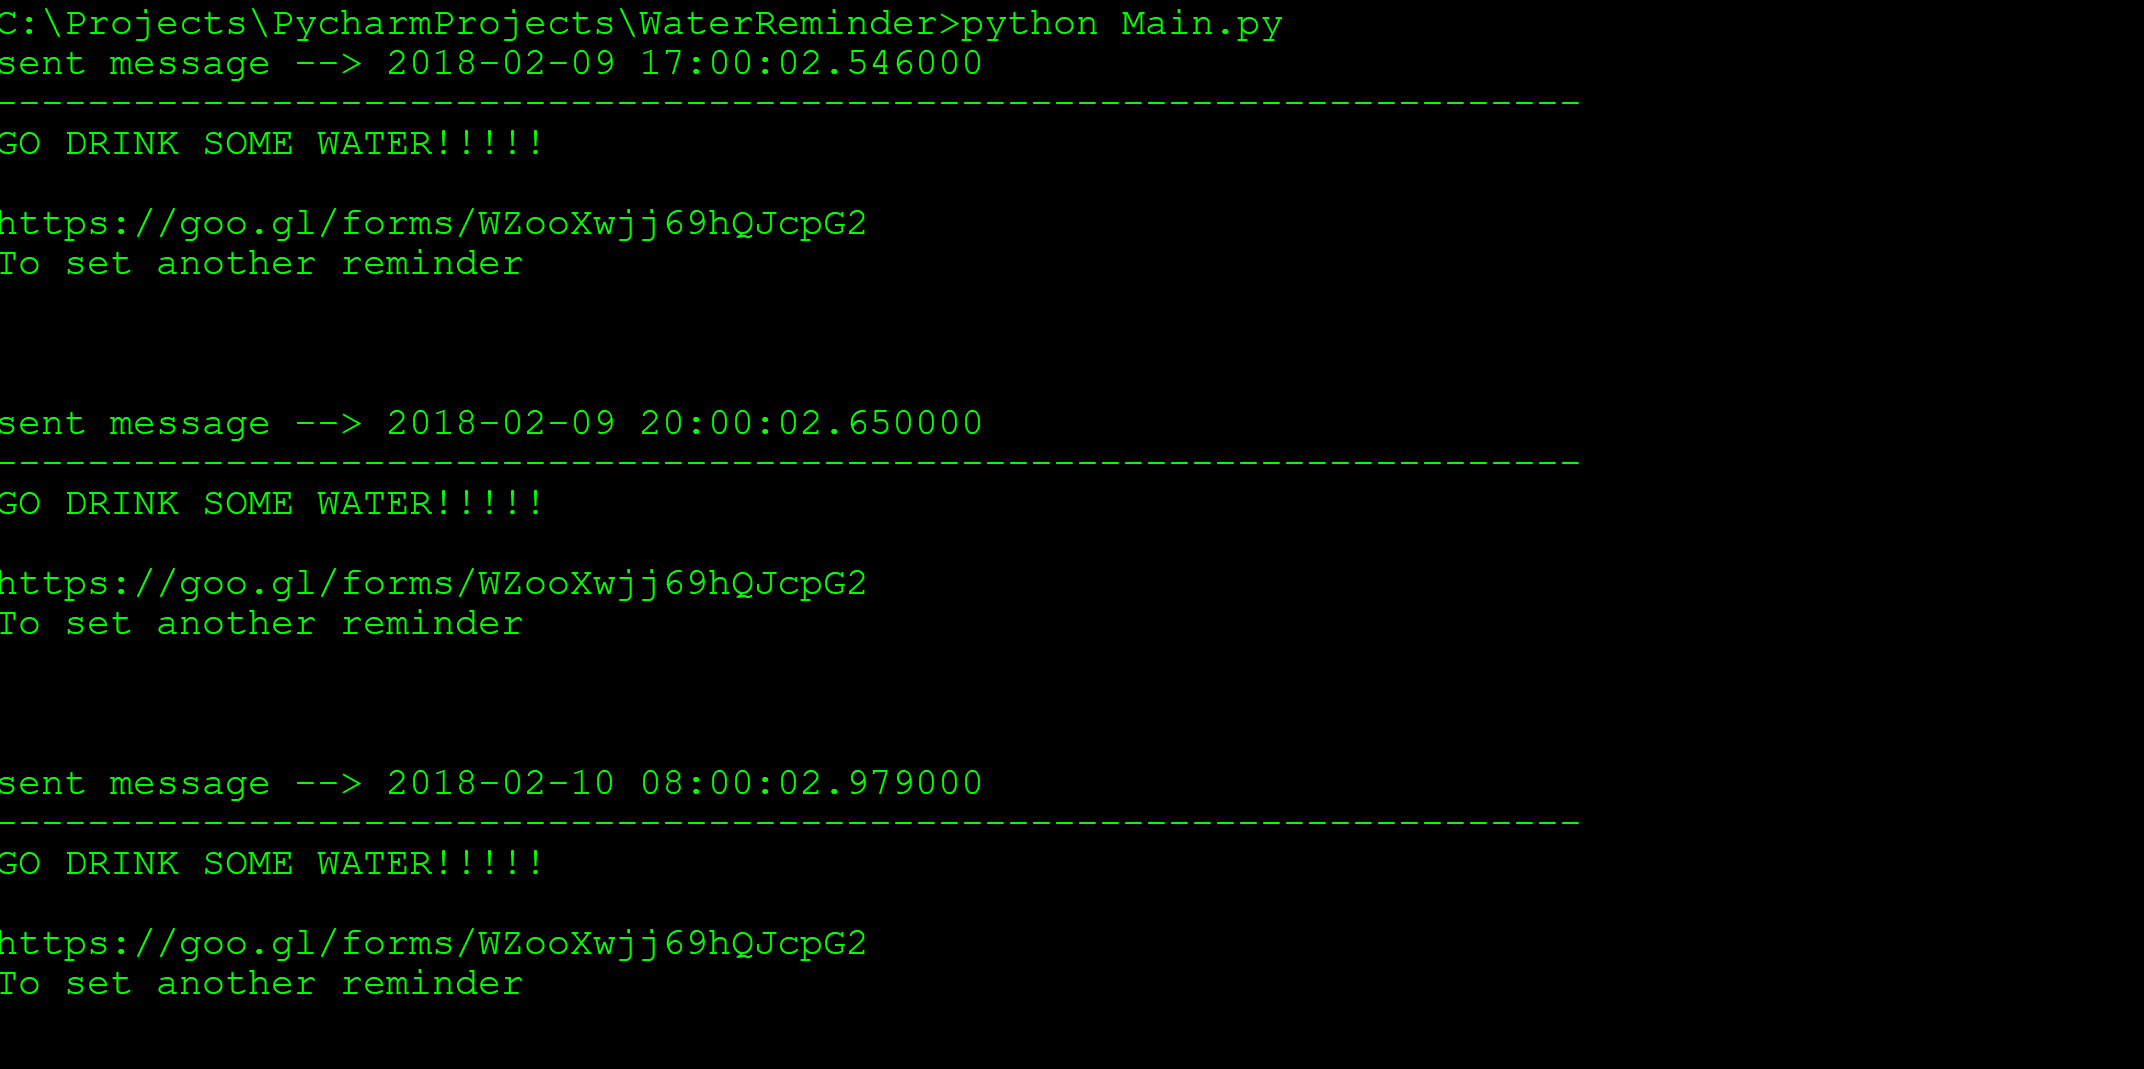 C:\Projects\PycharmProjects\WaterReminder>python Main.py
sent message --> 2018-02-09 17:00:02.546000
---------------------------------------------------------------------
GO DRINK SOME WATER!!!!!
https://goo.gl/forms/WZooXwjj69hQJcpG2
To set another reminder
sent message --> 2018-02-09 20:00:02.650000
---------------------------------------------------------------------
GO DRINK SOME WATER!!!!!
https://goo.gl/forms/WZooXwjj69hQJcpG2
To set another reminder
sent message --> 2018-02-10 08:00:02.979000
---------------------------------------------------------------------
GO DRINK SOME WATER!!!!!
https://goo.gl/forms/WZooXwjj69hQJcpG2
To set another reminder